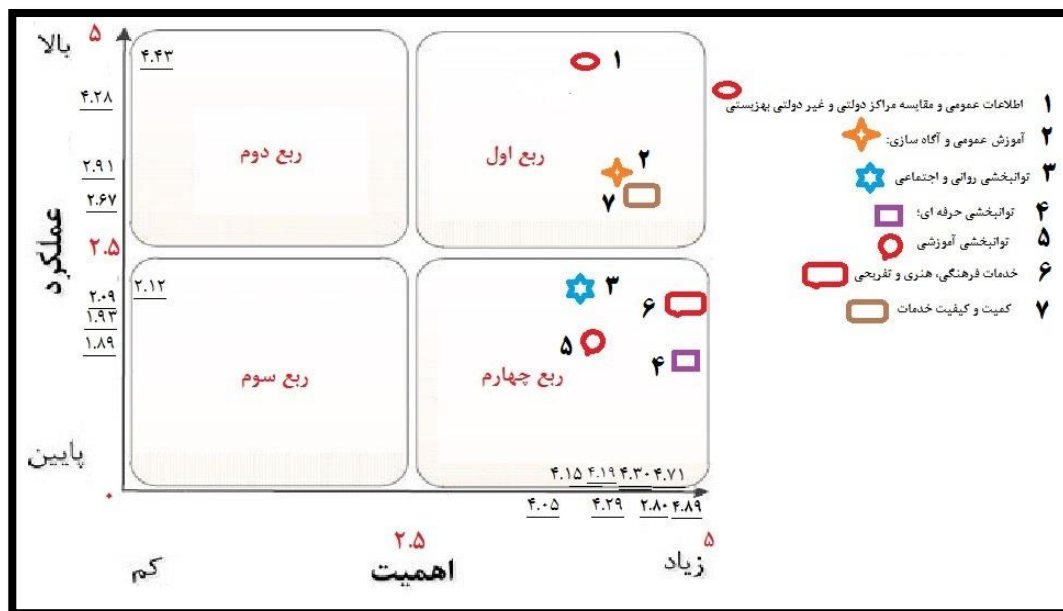 بالا
۵
۴.۴۳
۴.۲۸
۲.۹۱
۲.۶۷
۲.۵
۲.۱۲
۲.۰۹
۱.۹۳
۱.۸۹
پایین
۰
عملکرد
ربع دوم
ربع اول
ربع سوم
ربع چهارم
۱
۲
۷
۳
۶
۵
۴
۴.۱۵ ۴.۱۹ ۴.۳۰ ۴.۷۱
۴.۰۵ ۴.۲۹ ۲.۸۰ ۴.۸۹
۲.۵
۵
کم
اهمیت
زیاد
۱ اطلاعات عمومی و مقایسه مراکز دولتی و غیر دولتی بهزیستی
۲ آموزش عمومی و آگاه سازی:
۳ توانبخشی روانی و اجتماعی
۴ توانبخشی حرفه ای؛
۵ توانبخشی آموزشی
۶ خدمات فرهنگی، هنری و تفریحی
۷ کمیت و کیفیت خدمات